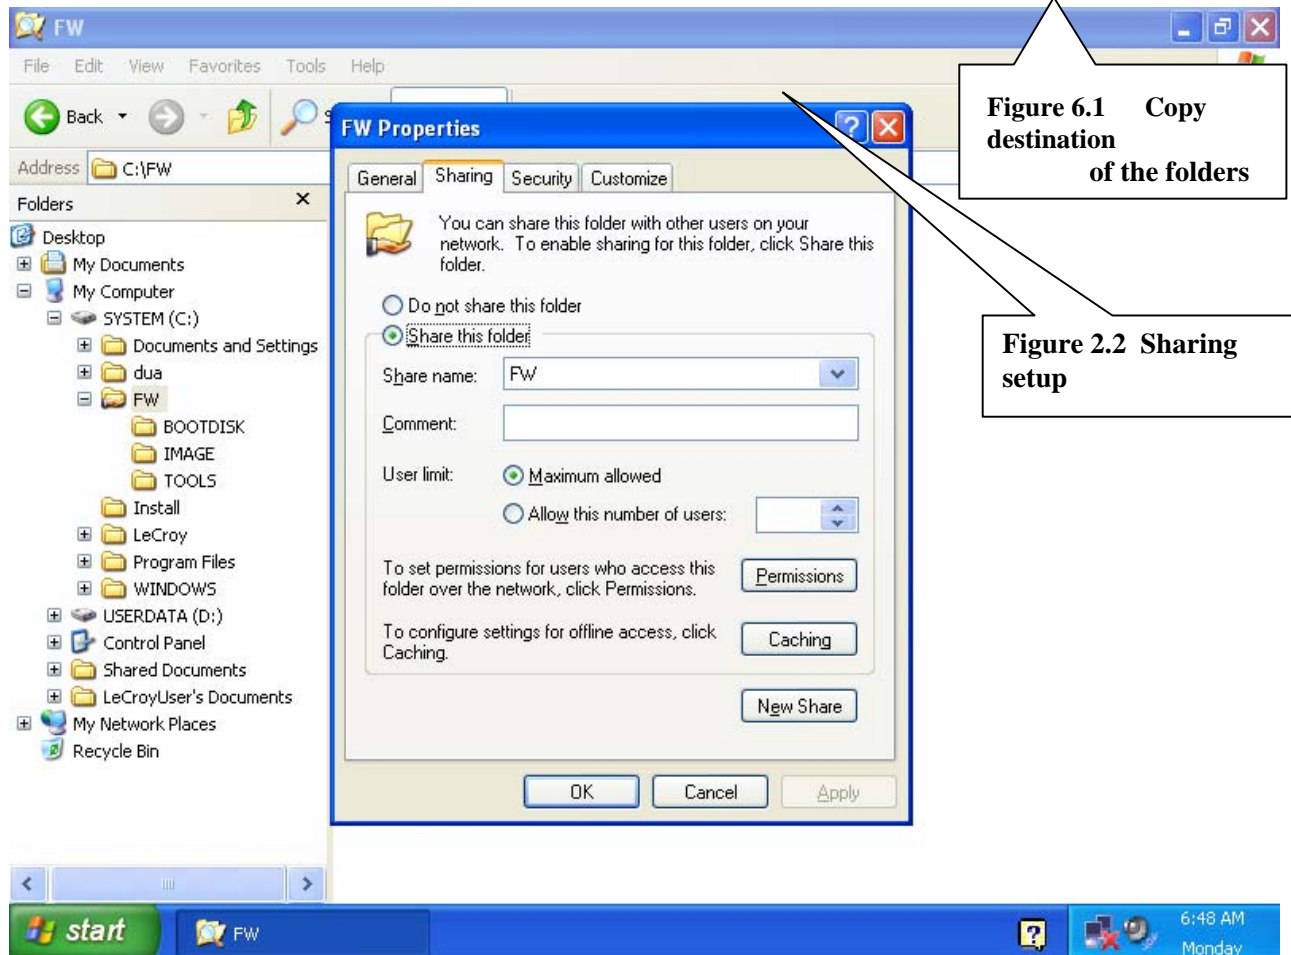 FW
File Edit View Favorites Tools Help
Back
Address C:\FW
Folders
Desktop
My Documents
My Computer
SYSTEM (C:)
Documents and Settings
dua
FW
BOOTDISK
IMAGE
TOOLS
Install
LeCroy
Program Files
WINDOWS
USERDATA (D:)
Control Panel
Shared Documents
LeCroyUser's Documents
My Network Places
Recycle Bin
FW Properties
General Sharing Security Customize
You can share this folder with other users on your
network. To enable sharing for this folder, click Share this
folder.
Do not share this folder
Share this folder
Share name: FW
Comment:
User limit: Maximum allowed
Allow this number of users:
To set permissions for users who access this
folder over the network, click Permissions.
Permissions
To configure settings for offline access, click
Caching.
Caching
New Share
OK Cancel Apply
Figure 6.1 Copy
destination
of the folders
Figure 2.2 Sharing
setup
start FW
6:48 AM
Monday